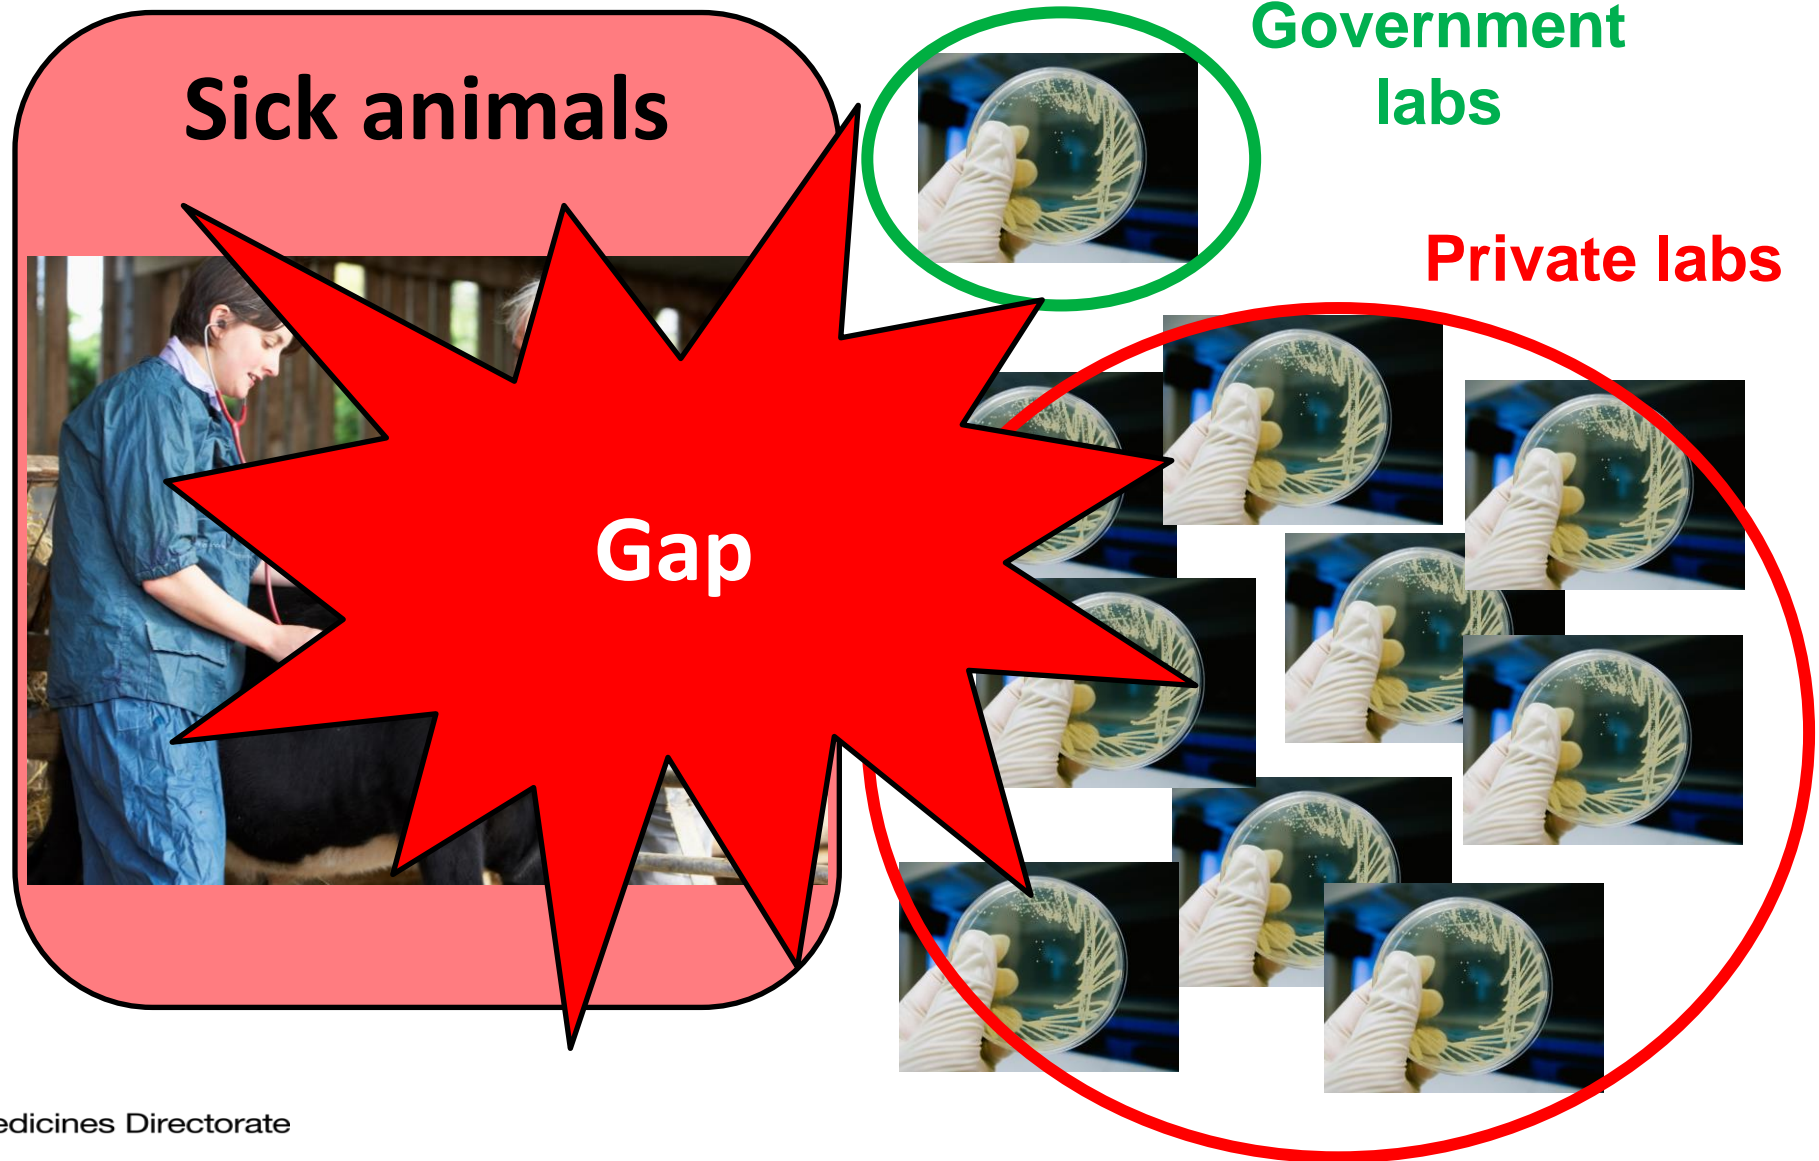 Sick animals
Government
labs
Private labs
Gap
edicines Directorate